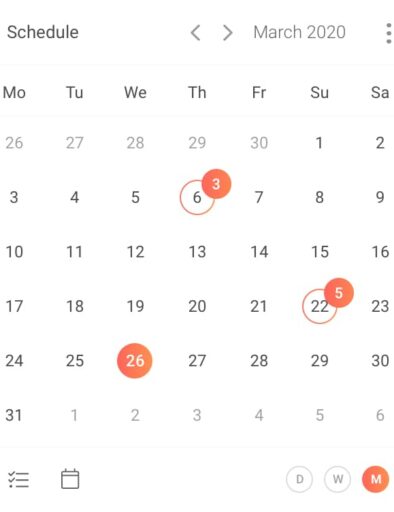 Schedule March 2020
Mo Tu We Th Fr Su Sa
26 27 28 29 30 1 2
3 4 5 6 3 7 8 9
10 11 12 13 14 15 16
17 18 19 20 21 22 5 23
24 25 26 27 28 29 30
31 1 2 3 4 5 6
D W M